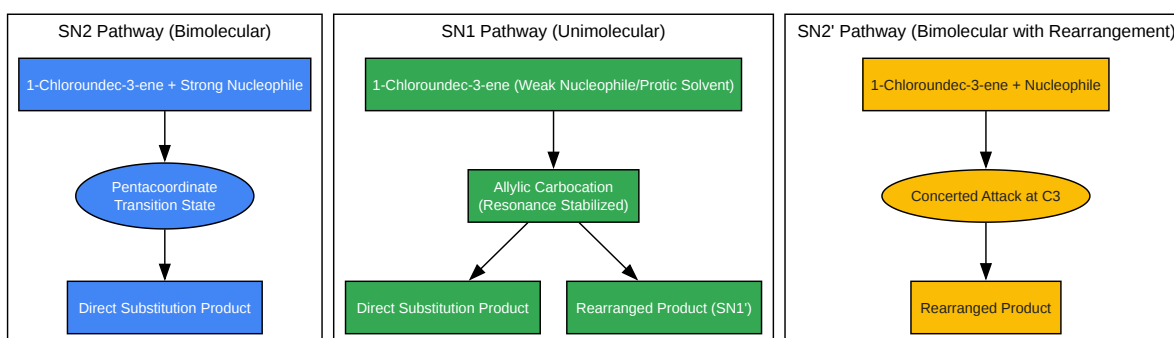 SN2 Pathway (Bimolecular)
1-Chloroundec-3-ene + Strong Nucleophile
Pentacoordinate
Transition State
Direct Substitution Product
SN1 Pathway (Unimolecular)
1-Chloroundec-3-ene (Weak Nucleophile/Protic Solvent)
Allylic Carbocation
(Resonance Stabilized)
Direct Substitution Product
Rearranged Product (SN1')
SN2' Pathway (Bimolecular with Rearrangement)
1-Chloroundec-3-ene + Nucleophile
Concerted Attack at C3
Rearranged Product